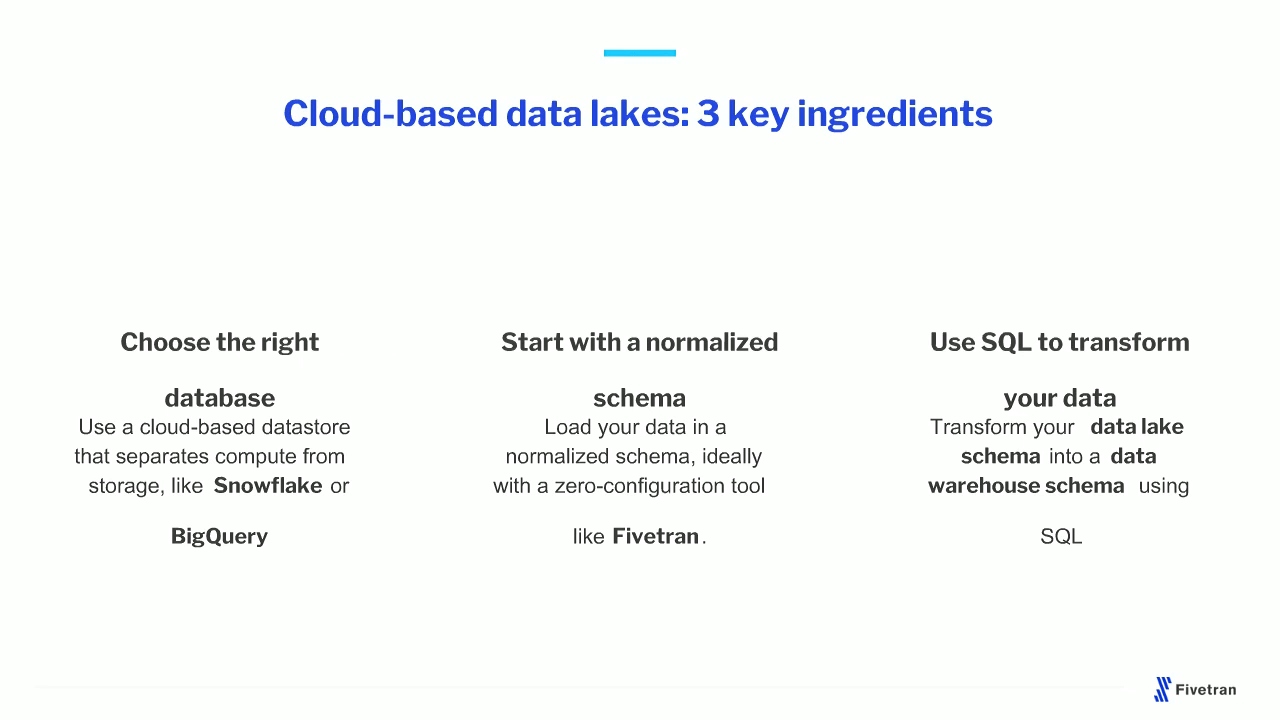 Cloud-based data lakes: 3 key ingredients
Choose the right
database
Use a cloud-based datastore
that separates compute from
storage, like Snowflake or
BigQuery
Start with a normalized
schema
Load your data in a
normalized schema, ideally
with a zero-configuration tool
like Fivetran.
Use SQL to transform
your data
Transform your data lake
schema into a data
warehouse schema using
SQL
Fivetran